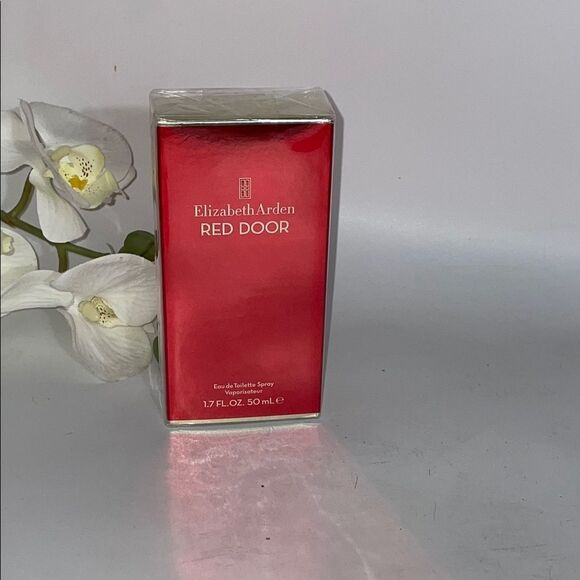 Elizabeth Arden
RED DOOR
Eau de Toilette Spray
Vaporisateur
1.7 FL.OZ. 50 mL ℮